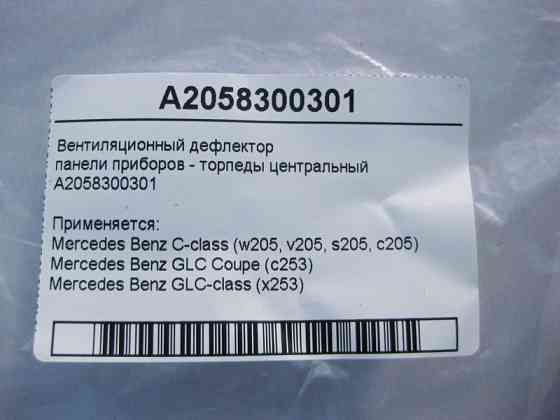 A2058300301
Вентиляционный дефлектор
панели приборов - торпеды центральный
A2058300301
Применяется:
Mercedes Benz C-class (w205, v205, s205, c205)
Mercedes Benz GLC Coupe (c253)
Mercedes Benz GLC-class (x253)